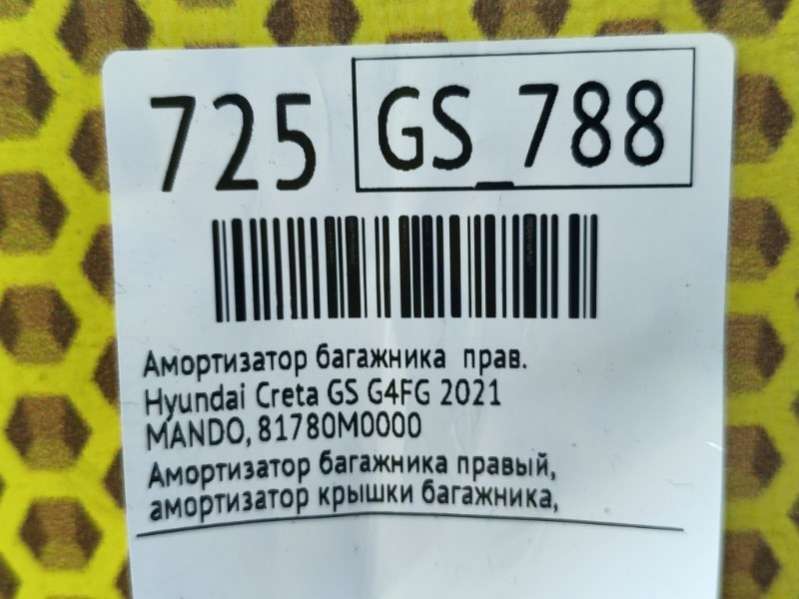 725 GS_788
Амортизатор багажника прав.
Hyundai Creta GS G4FG 2021
MANDO, 81780M0000
Амортизатор багажника правый,
амортизатор крышки багажника,